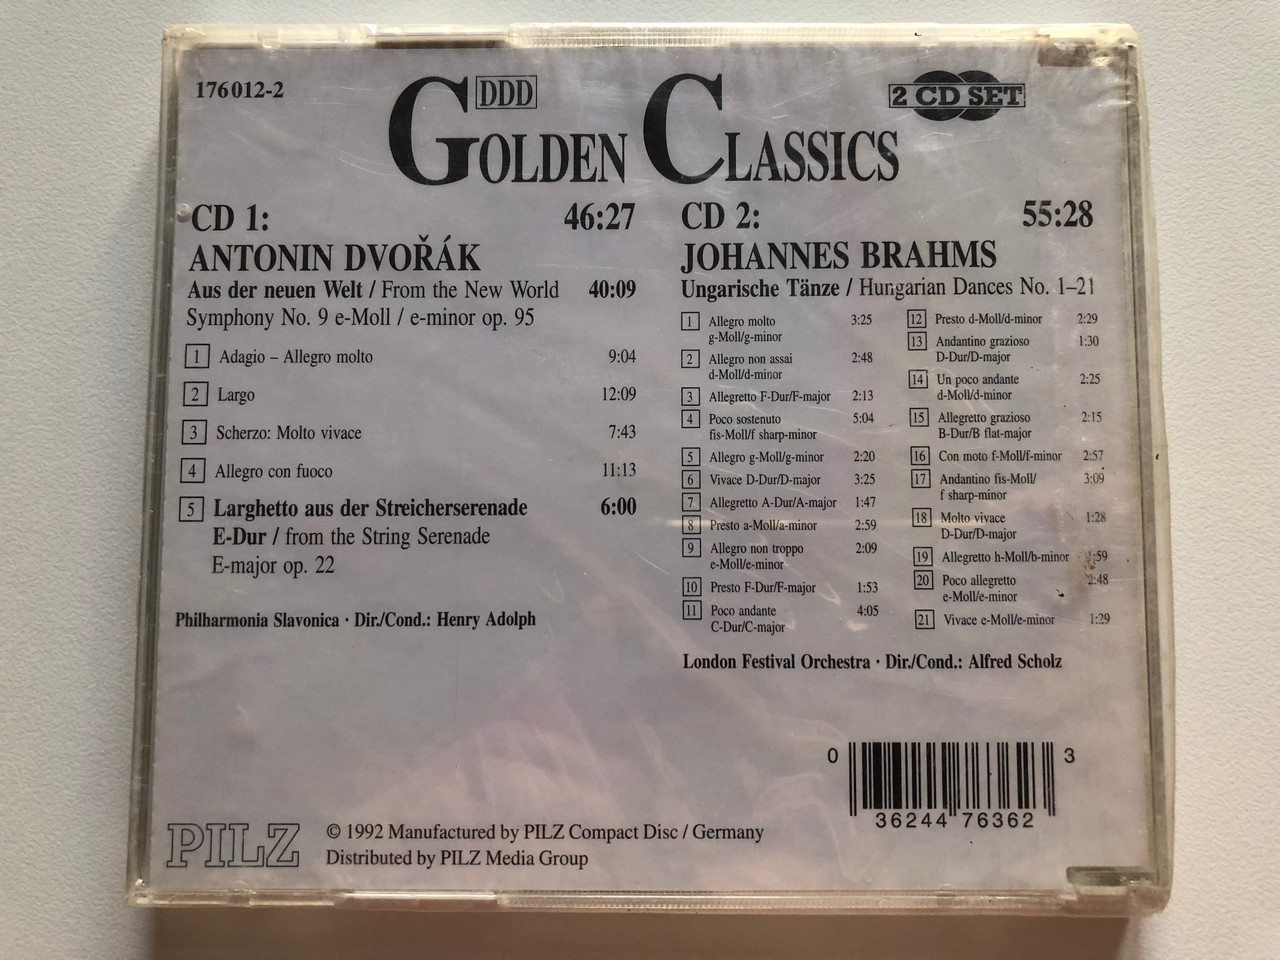 176012-2
DDD
2 CD SET
GOLDEN CLASSICS
CD 1: 46:27
ANTONIN DVOŘÁK
Aus der neuen Welt / From the New World 40:09
Symphony No. 9 e-Moll / e-minor op. 95
1 Adagio – Allegro molto 9:04
2 Largo 12:09
3 Scherzo: Molto vivace 7:43
4 Allegro con fuoco 11:13
5 Larghetto aus der Streicherserenade 6:00
E-Dur / from the String Serenade
E-major op. 22
Philharmonia Slavonica · Dir./Cond.: Henry Adolph
CD 2: 55:28
JOHANNES BRAHMS
Ungarische Tänze / Hungarian Dances No. 1–21
1 Allegro molto 3:25
g-Moll/g-minor
2 Allegro non assai 2:48
d-Moll/d-minor
3 Allegretto F-Dur/F-major 2:13
4 Poco sostenuto 5:04
fis-Moll/f sharp-minor
5 Allegro g-Moll/g-minor 2:20
6 Vivace D-Dur/D-major 3:25
7 Allegretto A-Dur/A-major 1:47
8 Presto a-Moll/a-minor 2:59
9 Allegro non troppo 2:09
e-Moll/e-minor
10 Presto F-Dur/F-major 1:53
11 Poco andante 4:05
C-Dur/C-major
12 Presto d-Moll/d-minor 2:29
13 Andantino grazioso 1:30
D-Dur/D-major
14 Un poco andante 2:25
d-Moll/d-minor
15 Allegretto grazioso 2:15
B-Dur/B flat-major
16 Con moto f-Moll/f-minor 2:57
17 Andantino fis-Moll/ 3:09
f sharp-minor
18 Molto vivace 1:28
D-Dur/D-major
19 Allegretto h-Moll/b-minor
20 Poco allegretto 2:48
e-Moll/e-minor
21 Vivace e-Moll/e-minor 1:29
London Festival Orchestra · Dir./Cond.: Alfred Scholz
0 36244 76362 3
PILZ
© 1992 Manufactured by PILZ Compact Disc / Germany
Distributed by PILZ Media Group